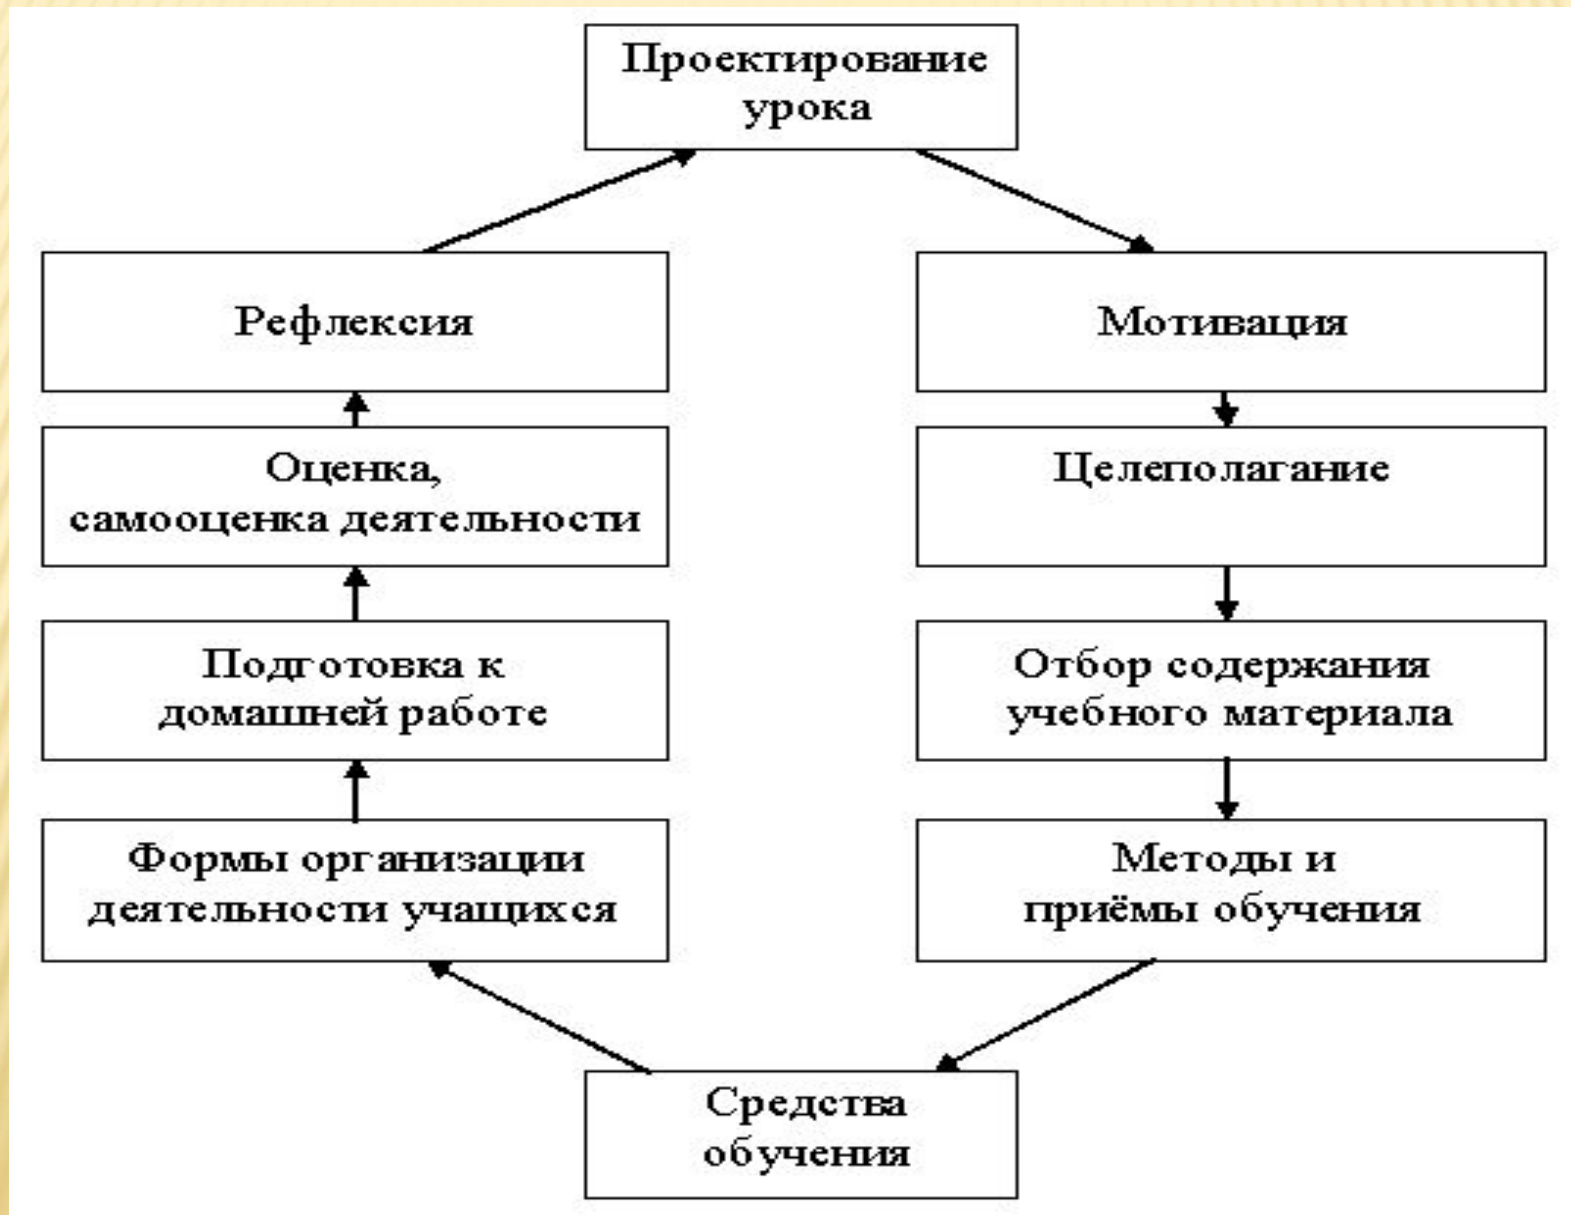 Проектирование
урока
Рефлексия
Мотивация
Оценка,
самооценка деятельности
Целеполагание
Подготовка к
домашней работе
Отбор содержания
учебного материала
Формы организации
деятельности учащихся
Методы и
приёмы обучения
Средства
обучения